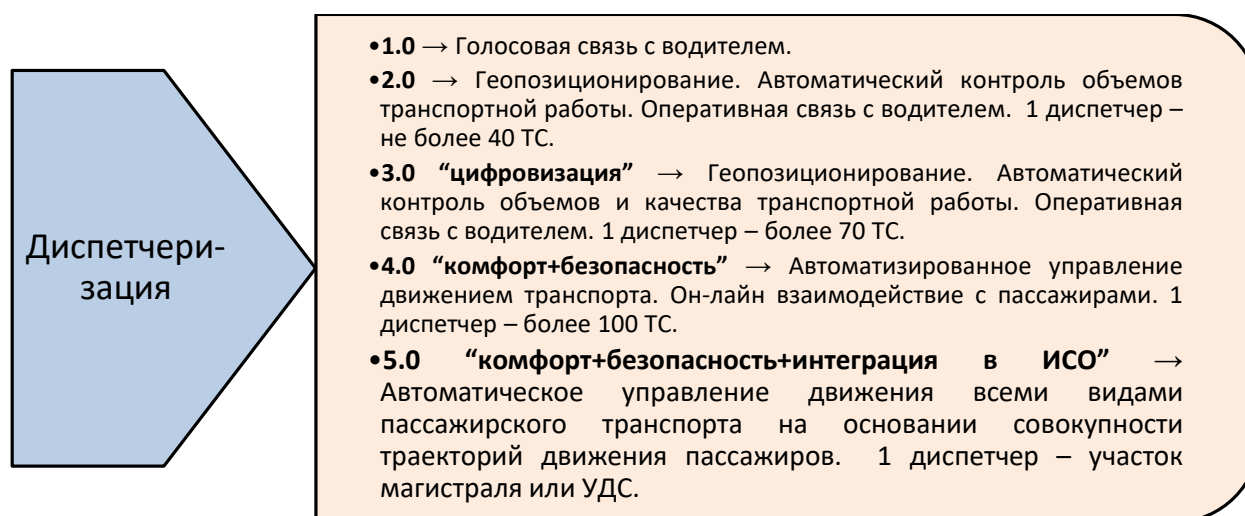 Диспетчери-
зация
•1.0 → Голосовая связь с водителем.
•2.0 → Геопозиционирование. Автоматический контроль объемов
транспортной работы. Оперативная связь с водителем. 1 диспетчер –
не более 40 ТС.
•3.0 “цифровизация” → Геопозиционирование. Автоматический
контроль объемов и качества транспортной работы. Оперативная
связь с водителем. 1 диспетчер – более 70 ТС.
•4.0 “комфорт+безопасность” → Автоматизированное управление
движением транспорта. Он-лайн взаимодействие с пассажирами. 1
диспетчер – более 100 ТС.
•5.0 “комфорт+безопасность+интеграция в ИСО” →
Автоматическое управление движения всеми видами
пассажирского транспорта на основании совокупности
траекторий движения пассажиров. 1 диспетчер – участок
магистраля или УДС.